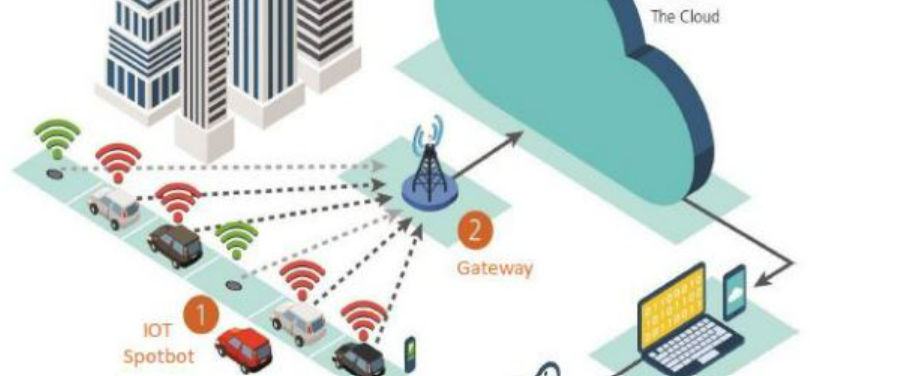 The Cloud
2
Gateway
1
IOT
Spotbot